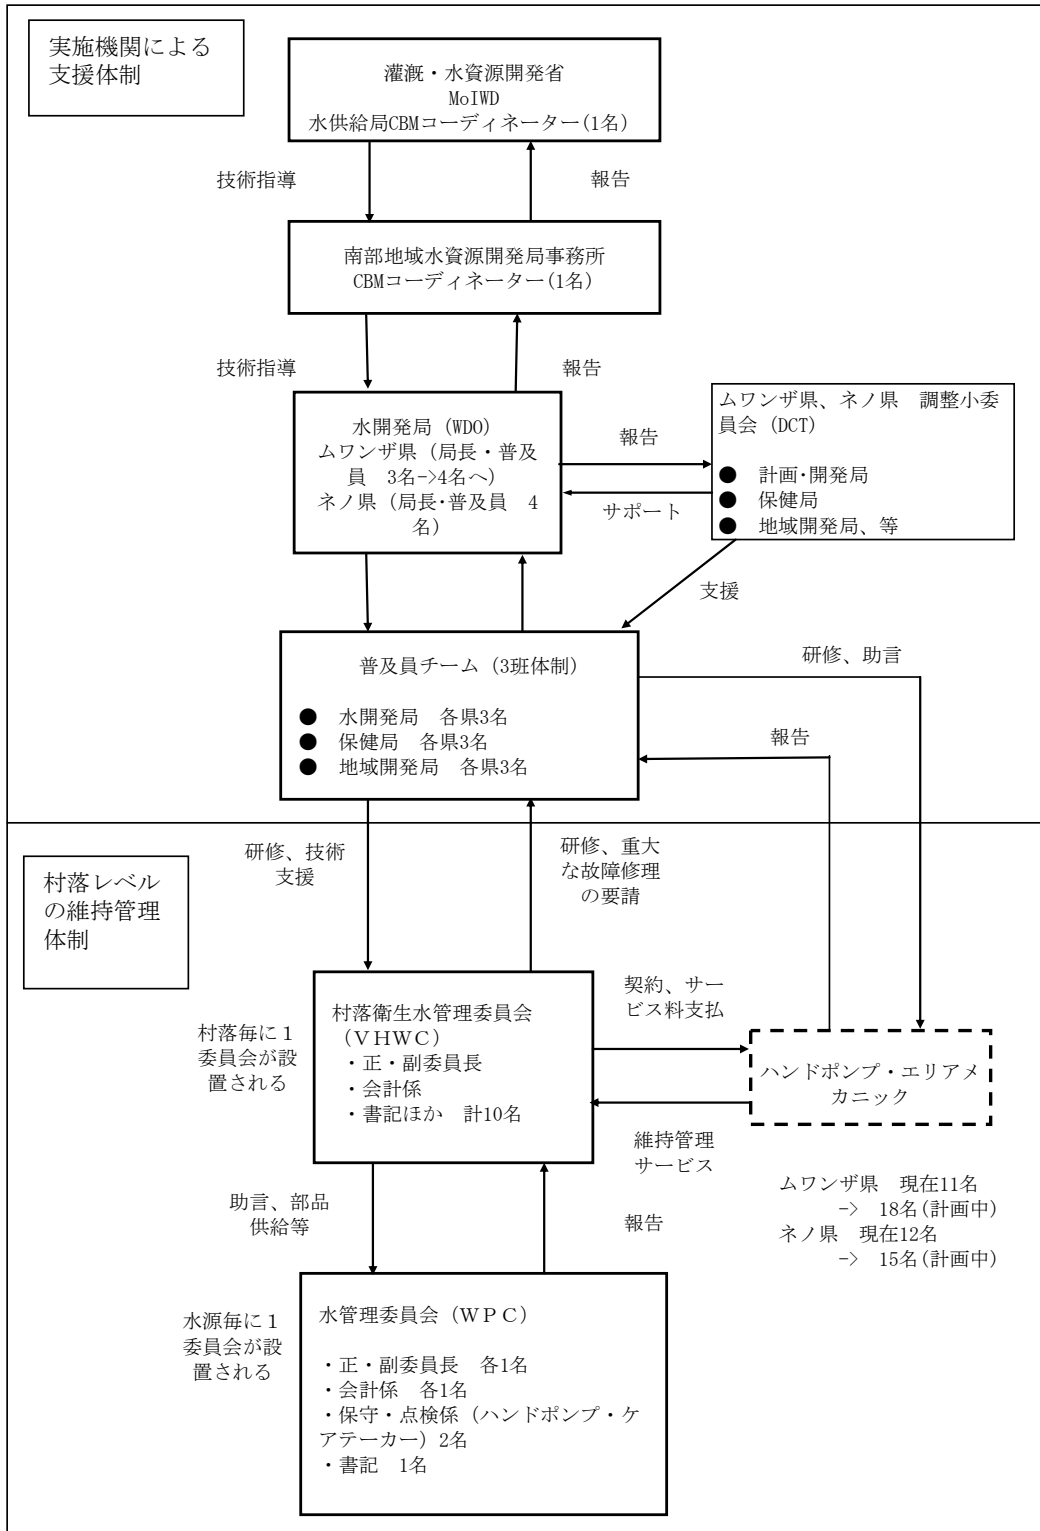 実施機関による
支援体制
灌漑・水資源開発省
MoIWD
水供給局CBMコーディネーター(1名)
技術指導
報告
南部地域水資源開発局事務所
CBMコーディネーター(1名)
技術指導
報告
水開発局 (WDO)
ムワンザ県 (局長・普及
員 3名->4名へ)
ネノ県 (局長・普及員 4
名)
報告
サポート
ムワンザ県、ネノ県 調整小委
員会 (DCT)
● 計画・開発局
● 保健局
● 地域開発局、等
支援
普及員チーム (3班体制)
● 水開発局 各県3名
● 保健局 各県3名
● 地域開発局 各県3名
研修、助言
報告
村落レベル
の維持管理
体制
研修、技術
支援
研修、重大
な故障修理
の要請
村落毎に1
委員会が設
置される
村落衛生水管理委員会
(VHWC)
・正・副委員長
・会計係
・書記ほか 計10名
契約、サー
ビス料支払
維持管理
サービス
ハンドポンプ・エリアメ
カニック
ムワンザ県 現在11名
-> 18名(計画中)
ネノ県 現在12名
-> 15名(計画中)
助言、部品
供給等
報告
水源毎に1
委員会が設
置される
水管理委員会 (WPC)
・正・副委員長 各1名
・会計係 各1名
・保守・点検係 (ハンドポンプ・ケ
アテーカー) 2名
・書記 1名